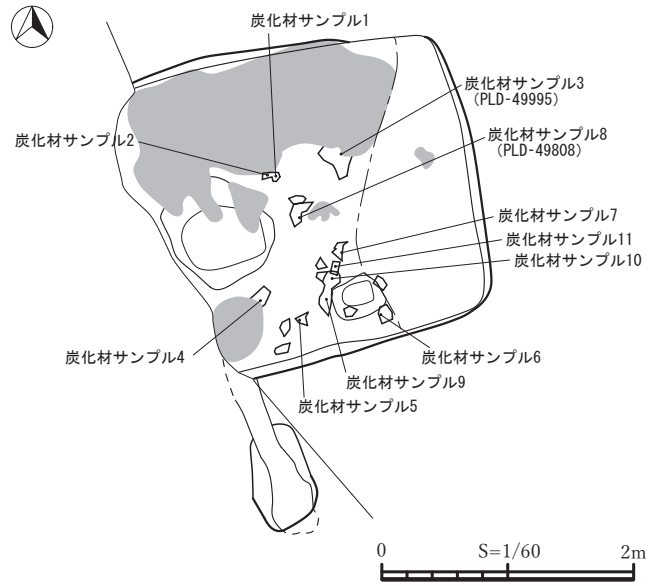 炭化材サンプル1
炭化材サンプル3
（PLD-49995）
炭化材サンプル2
炭化材サンプル8
（PLD-49808）
炭化材サンプル7
炭化材サンプル11
炭化材サンプル10
炭化材サンプル4
炭化材サンプル6
炭化材サンプル9
炭化材サンプル5
0 S=1/60 2m